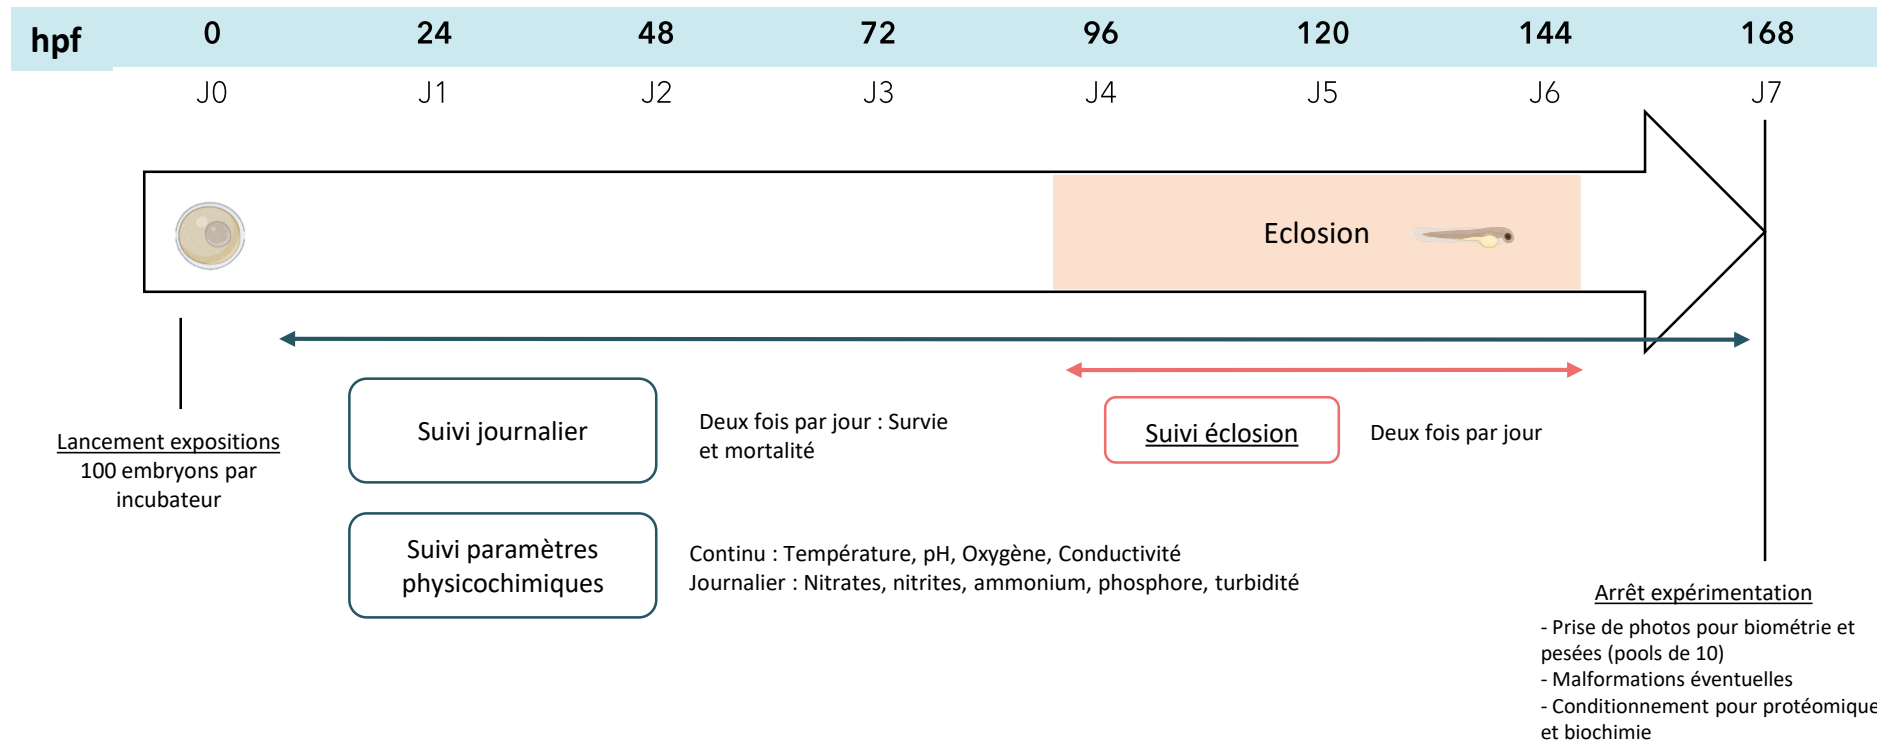 hpf 0 24 48 72 96 120 144 168
J0 J1 J2 J3 J4 J5 J6 J7
Eclosion
Lancement expositions
100 embryons par
incubateur
Suivi journalier
Deux fois par jour : Survie
et mortalité
Suivi éclosion
Deux fois par jour
Suivi paramètres
physicochimiques
Continu : Température, pH, Oxygène, Conductivité
Journalier : Nitrates, nitrites, ammonium, phosphore, turbidité
Arrêt expérimentation
- Prise de photos pour biométrie et
pesées (pools de 10)
- Malformations éventuelles
- Conditionnement pour protéomique
et biochimie